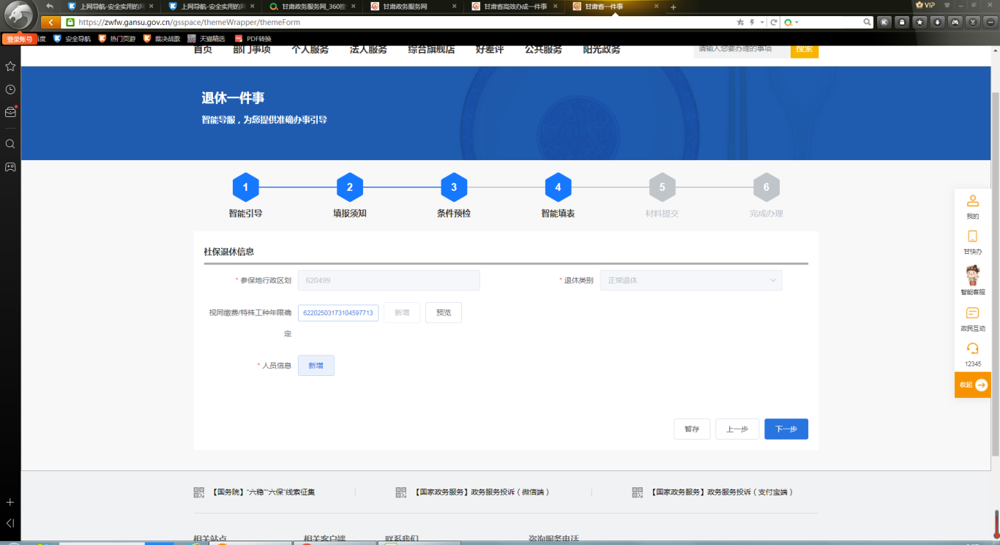 上网导航-安全实用的网
上网导航-安全实用的网
甘肃政务服务网_360搜
甘肃政务服务网
甘肃省高效办成一件事
甘肃省一件事
VIP
https://zwfw.gansu.gov.cn/gsspace/themeWrapper/themeForm
登录账号
度
安全导航
热门页游
裁决战歌
天猫精选
PDF转换
首页
部门事项
个人服务
法人服务
综合旗舰店
好差评
公共服务
阳光政务
请输入您要办理的事项
搜索
退休一件事
智能导服，为您提供准确办事引导
1
2
3
4
5
6
智能引导
填报须知
条件预检
智能填表
材料提交
完成办理
社保退休信息
* 参保地行政区划
620499
* 退休类别
正常退休
视同缴费/特殊工种年限确
定
62202503173104597713
新增
预览
* 人员信息
新增
暂存
上一步
下一步
我的
甘快办
智能客服
政民互动
12345
收起
【国务院】“六稳”“六保”线索征集
【国家政务服务】政务服务投诉（微信端）
【国家政务服务】政务服务投诉（支付宝端）
相关站点
相关客户端
联系我们
咨询服务电话